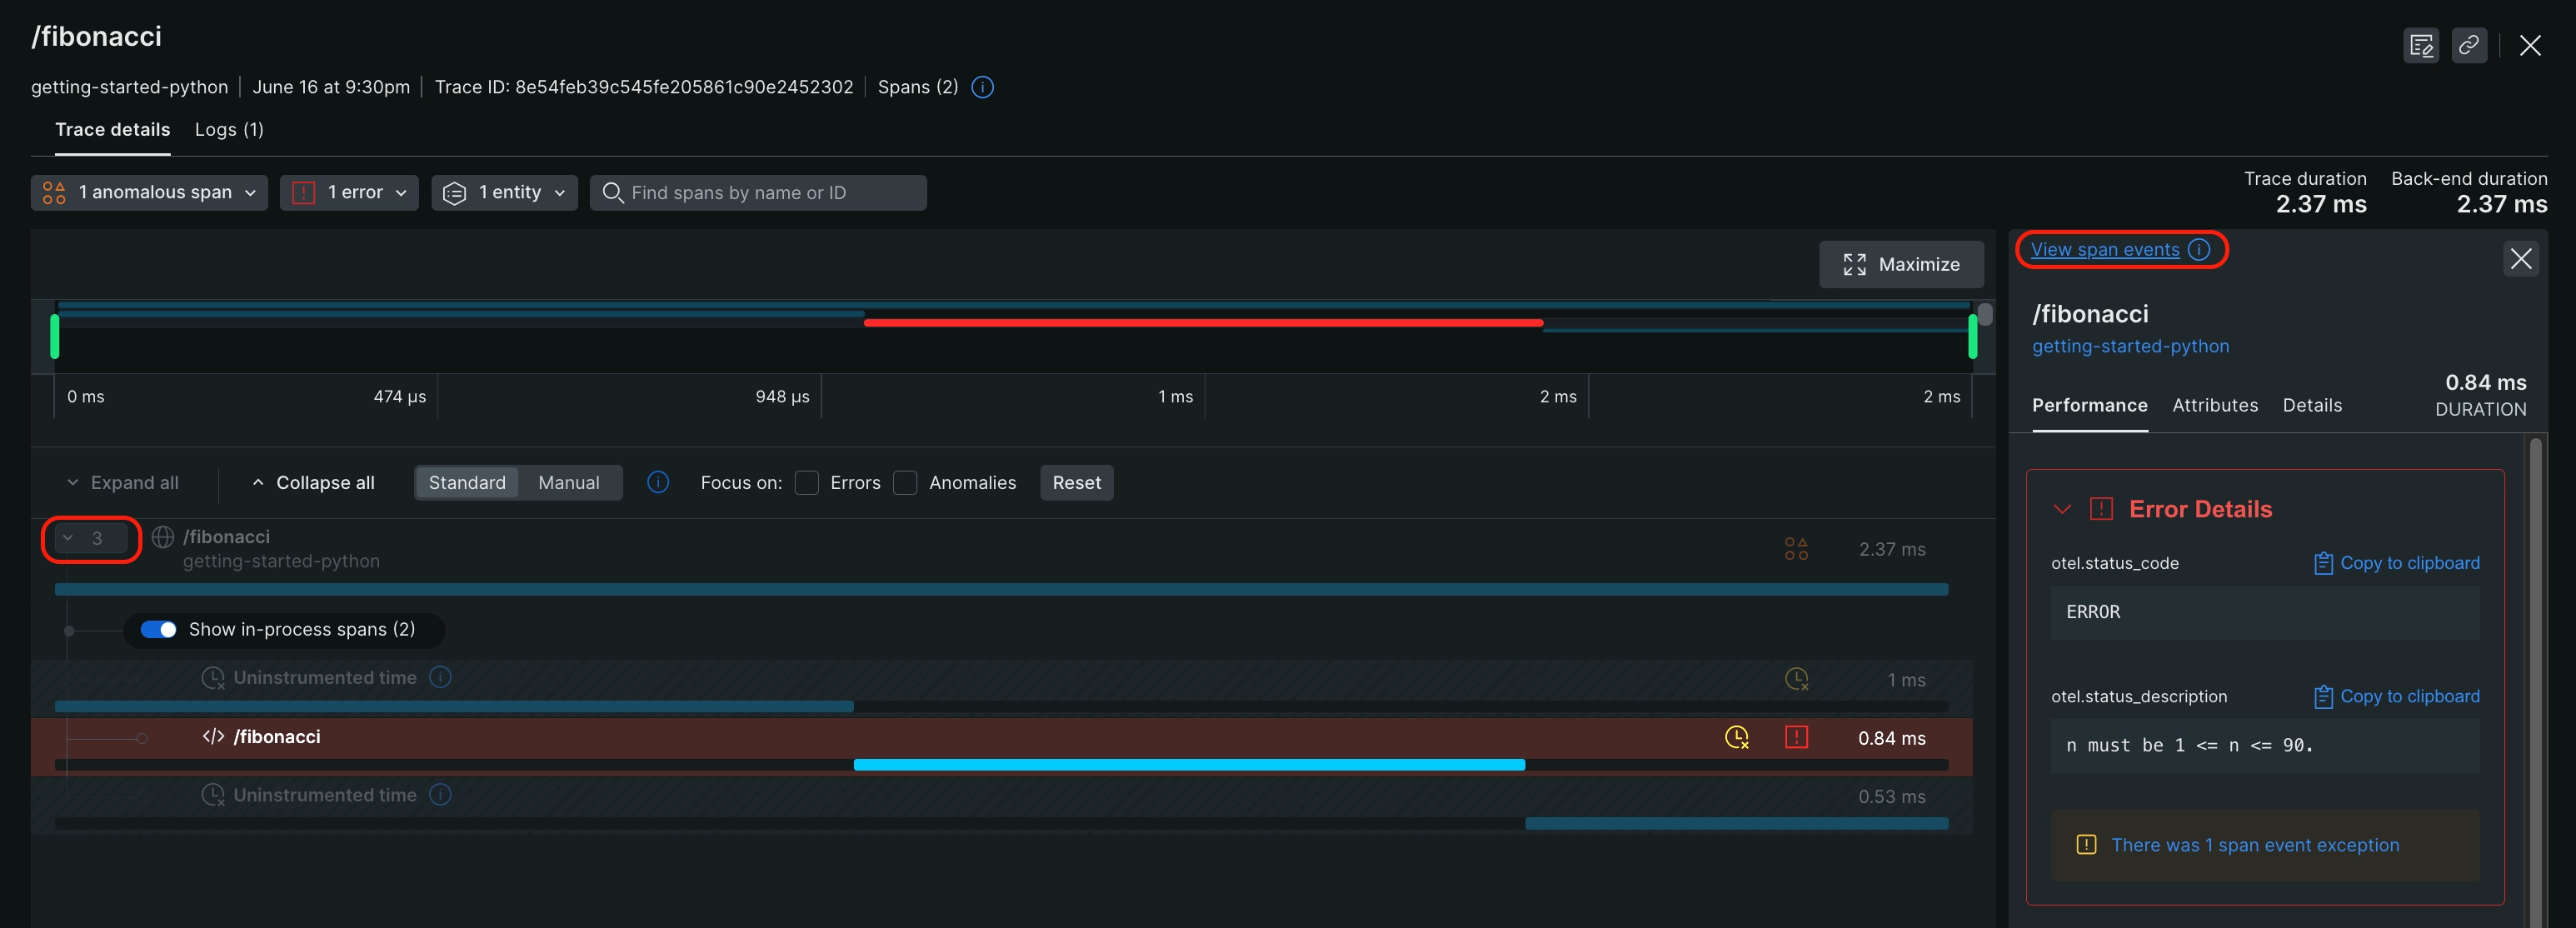 /fibonacci
getting-started-python | June 16 at 9:30pm | Trace ID: 8e54feb39c545fe205861c90e2452302 | Spans (2)
Trace details Logs (1)
1 anomalous span 1 error 1 entity Find spans by name or ID
Trace duration Back-end duration
2.37 ms 2.37 ms
Maximize
0 ms 474 μs 948 μs 1 ms 2 ms 2 ms
Expand all Collapse all Standard Manual Focus on: Errors Anomalies Reset
3 /fibonacci
getting-started-python 2.37 ms
Show in-process spans (2)
Uninstrumented time 1 ms
</> /fibonacci 0.84 ms
Uninstrumented time 0.53 ms
View span events
/fibonacci
getting-started-python
0.84 ms
Performance Attributes Details DURATION
Error Details
otel.status_code Copy to clipboard
ERROR
otel.status_description Copy to clipboard
n must be 1 <= n <= 90.
There was 1 span event exception